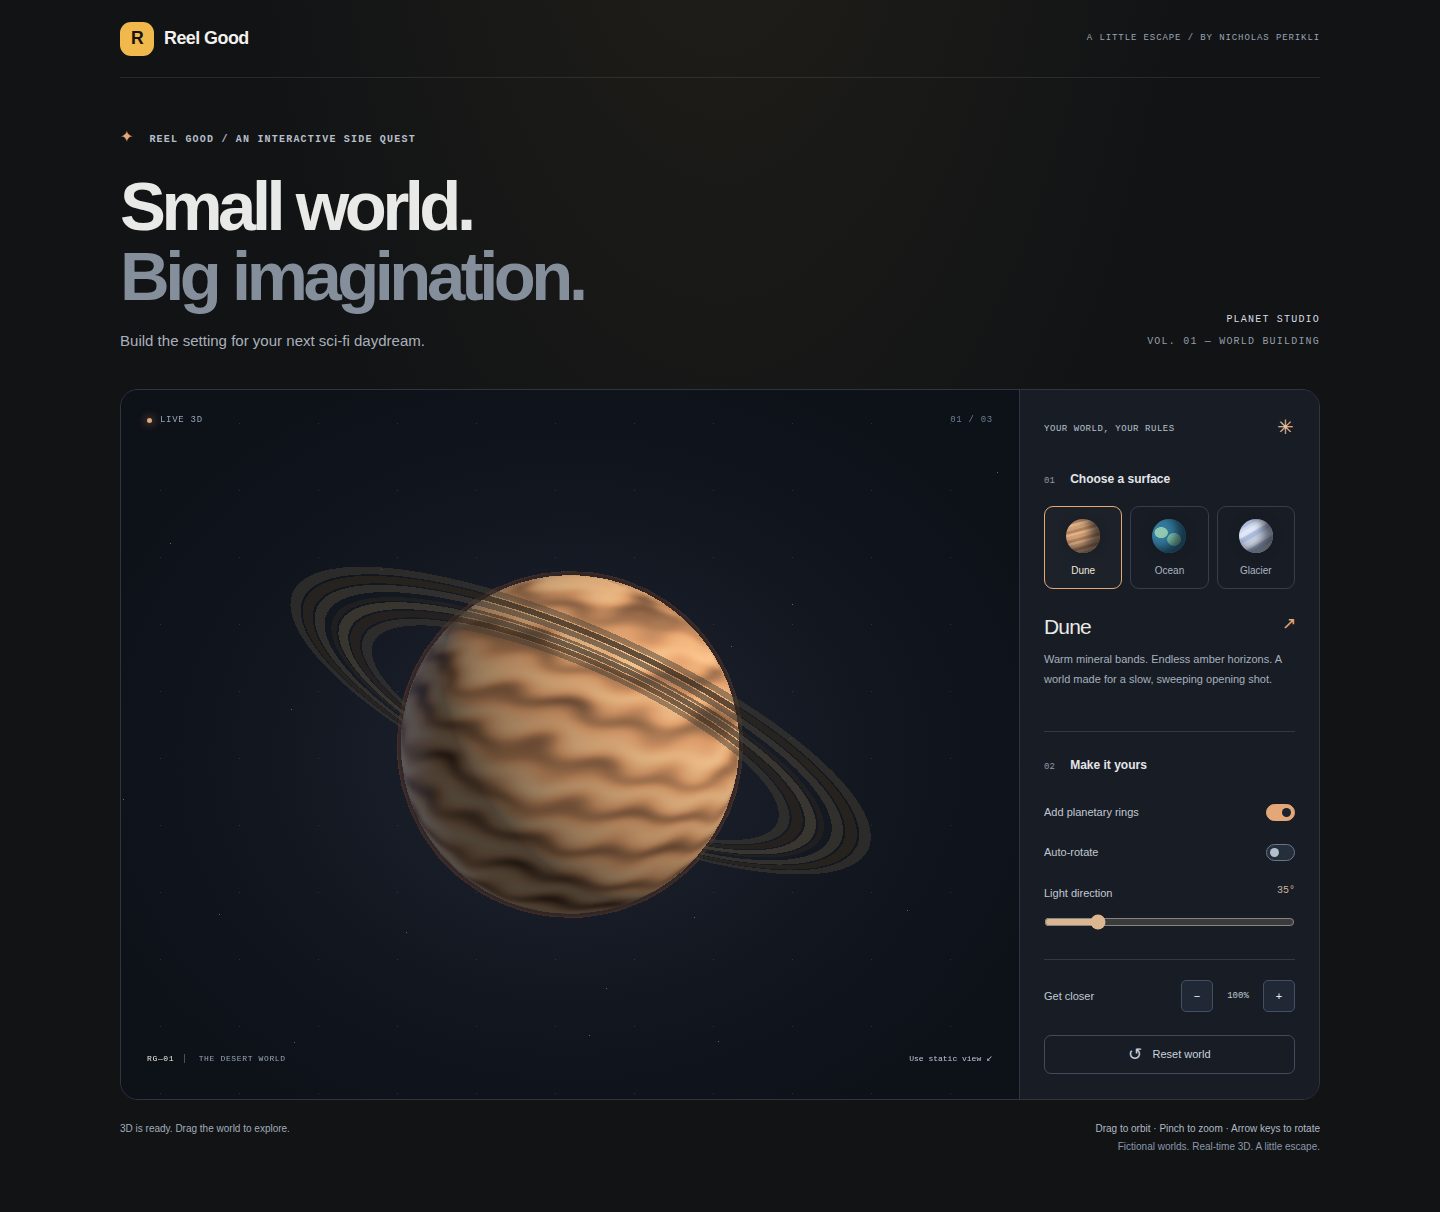 R
Reel Good
A LITTLE ESCAPE / BY NICHOLAS PERIKLI
REEL GOOD / AN INTERACTIVE SIDE QUEST
Small world.
Big imagination.
Build the setting for your next sci-fi daydream.
PLANET STUDIO
VOL. 01 — WORLD BUILDING
LIVE 3D
01 / 03
RG—01 | THE DESERT WORLD
Use static view ↙
YOUR WORLD, YOUR RULES
01 Choose a surface
Dune
Ocean
Glacier
Dune ↗
Warm mineral bands. Endless amber horizons. A
world made for a slow, sweeping opening shot.
02 Make it yours
Add planetary rings
Auto-rotate
Light direction 35°
Get closer − 100% +
↺ Reset world
3D is ready. Drag the world to explore.
Drag to orbit · Pinch to zoom · Arrow keys to rotate
Fictional worlds. Real-time 3D. A little escape.